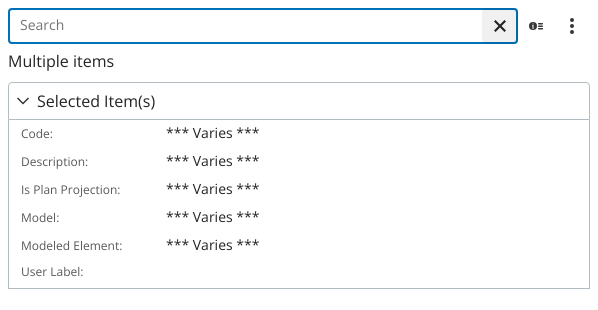 Search
Multiple items
Selected Item(s)
Code: *** Varies ***
Description: *** Varies ***
Is Plan Projection: *** Varies ***
Model: *** Varies ***
Modeled Element: *** Varies ***
User Label: